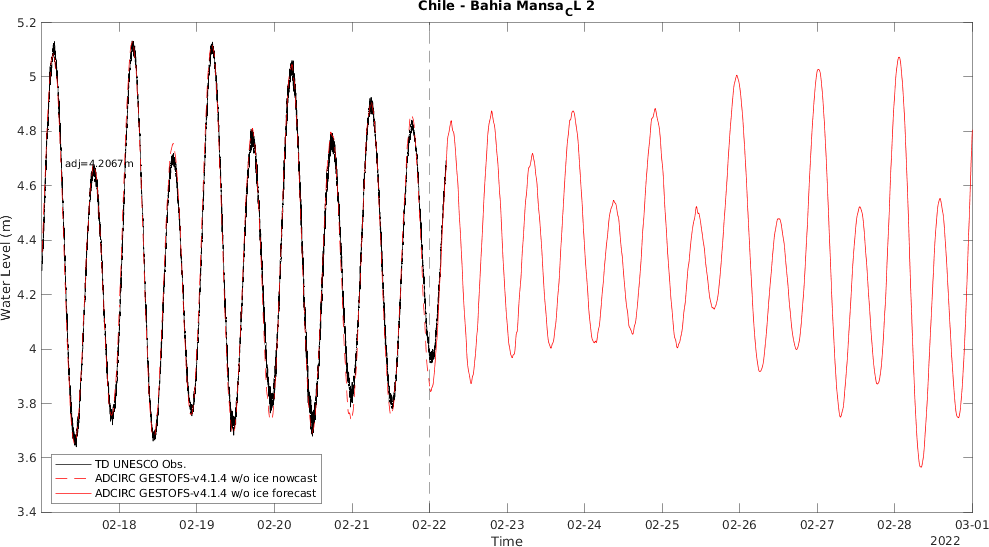 Chile - Bahia Mansa_CL 2
Water Level (m)
5.2
5
4.8
4.6
4.4
4.2
4
3.8
3.6
3.4
adj=4.2067m
TD UNESCO Obs.
ADCIRC GESTOFS-v4.1.4 w/o ice nowcast
ADCIRC GESTOFS-v4.1.4 w/o ice forecast
02-18 02-19 02-20 02-21 02-22 02-23 02-24 02-25 02-26 02-27 02-28 03-01
Time
2022